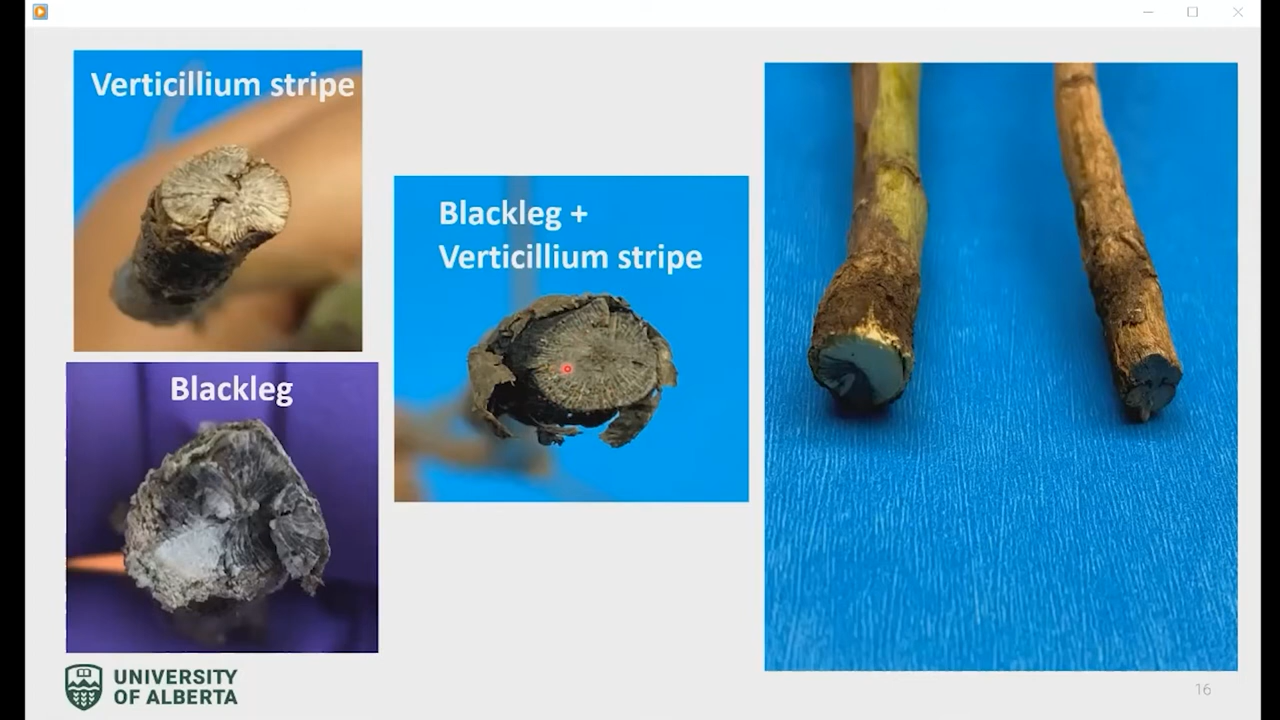 Verticillium stripe
Blackleg +
Verticillium stripe
Blackleg
UNIVERSITY
OF ALBERTA
16